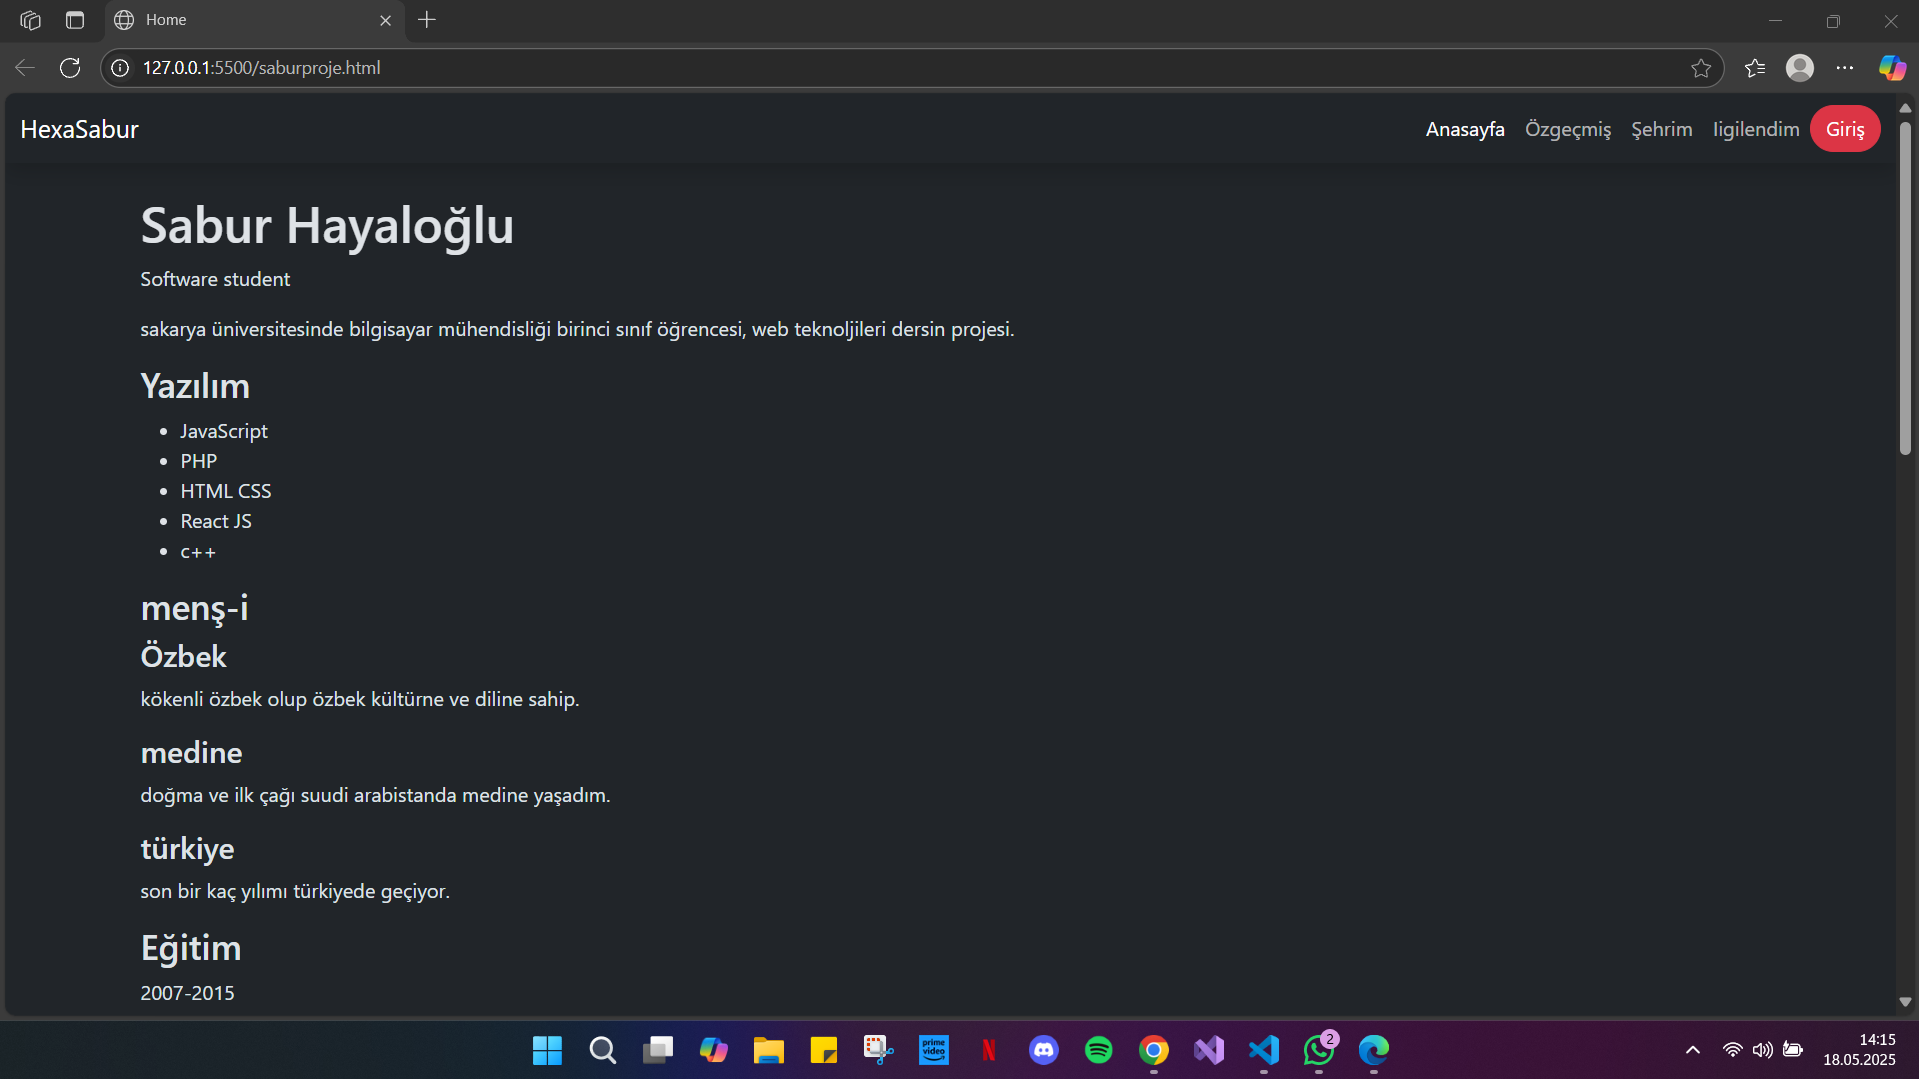 Home
127.0.0.1:5500/saburproje.html
HexaSabur
Anasayfa Özgeçmiş Şehrim Iigilendim Giriş
Sabur Hayaloğlu
Software student
sakarya üniversitesinde bilgisayar mühendisliği birinci sınıf öğrencesi, web teknoljileri dersin projesi.
Yazılım
• JavaScript
• PHP
• HTML CSS
• React JS
• c++
menş-i
Özbek
kökenli özbek olup özbek kültürne ve diline sahip.
medine
doğma ve ilk çağı suudi arabistanda medine yaşadım.
türkiye
son bir kaç yılımı türkiyede geçiyor.
Eğitim
2007-2015
prime video
N
2
14:15
18.05.2025